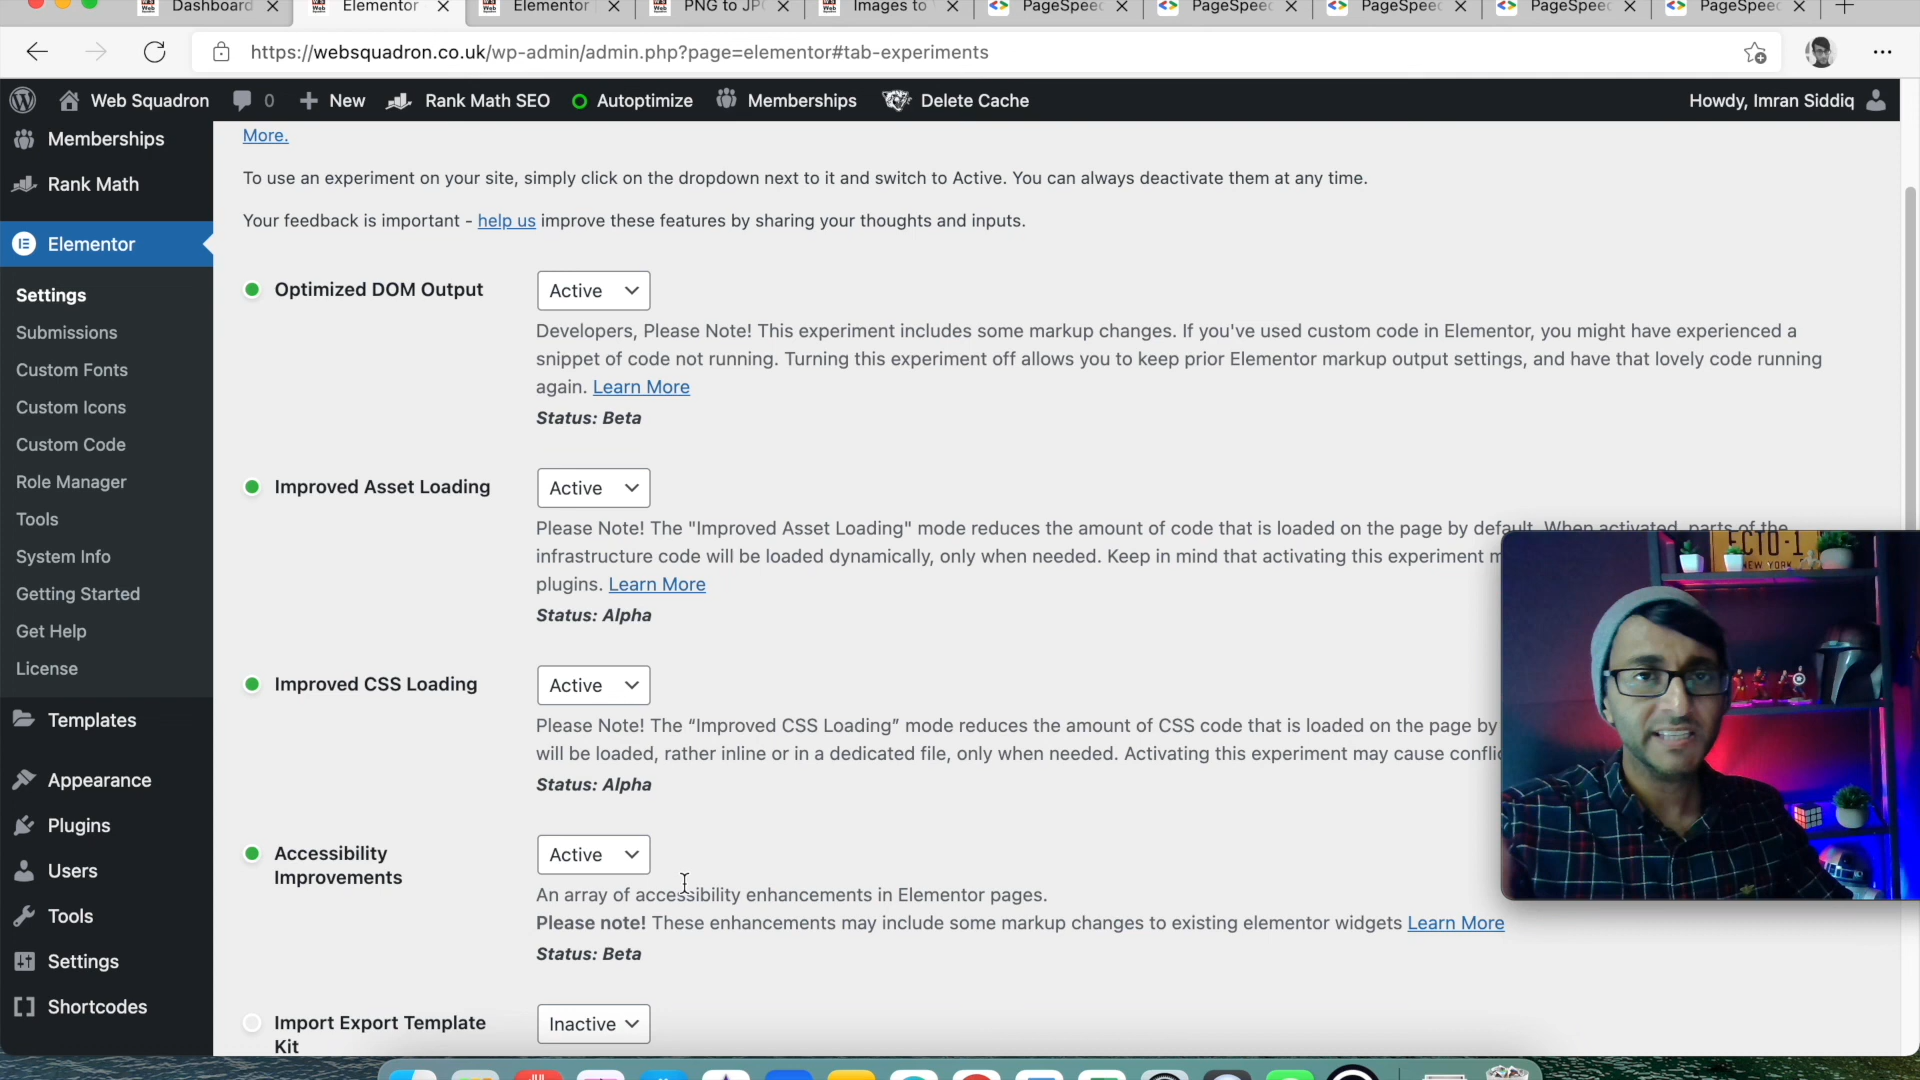 Dashboard
Elementor
Elementor
PNG to JP
Images to
PageSpee
PageSpee
PageSpee
PageSpee
PageSpee
https://websquadron.co.uk/wp-admin/admin.php?page=elementor#tab-experiments
Web Squadron
0
New
Rank Math SEO
Autoptimize
Memberships
Delete Cache
Howdy, Imran Siddiq
Memberships
Rank Math
Elementor
Settings
Submissions
Custom Fonts
Custom Icons
Custom Code
Role Manager
Tools
System Info
Getting Started
Get Help
License
Templates
Appearance
Plugins
Users
Tools
Settings
Shortcodes
More.
To use an experiment on your site, simply click on the dropdown next to it and switch to Active. You can always deactivate them at any time.
Your feedback is important - help us improve these features by sharing your thoughts and inputs.
Optimized DOM Output
Active
Developers, Please Note! This experiment includes some markup changes. If you've used custom code in Elementor, you might have experienced a
snippet of code not running. Turning this experiment off allows you to keep prior Elementor markup output settings, and have that lovely code running
again. Learn More
Status: Beta
Improved Asset Loading
Active
Please Note! The "Improved Asset Loading" mode reduces the amount of code that is loaded on the page by default. When activated, parts of the
infrastructure code will be loaded dynamically, only when needed. Keep in mind that activating this experiment m
plugins. Learn More
Status: Alpha
Improved CSS Loading
Active
Please Note! The “Improved CSS Loading” mode reduces the amount of CSS code that is loaded on the page by
will be loaded, rather inline or in a dedicated file, only when needed. Activating this experiment may cause confli
Status: Alpha
Accessibility
Improvements
Active
An array of accessibility enhancements in Elementor pages.
Please note! These enhancements may include some markup changes to existing elementor widgets Learn More
Status: Beta
Import Export Template
Kit
Inactive
ECTO-1
NEW YORK